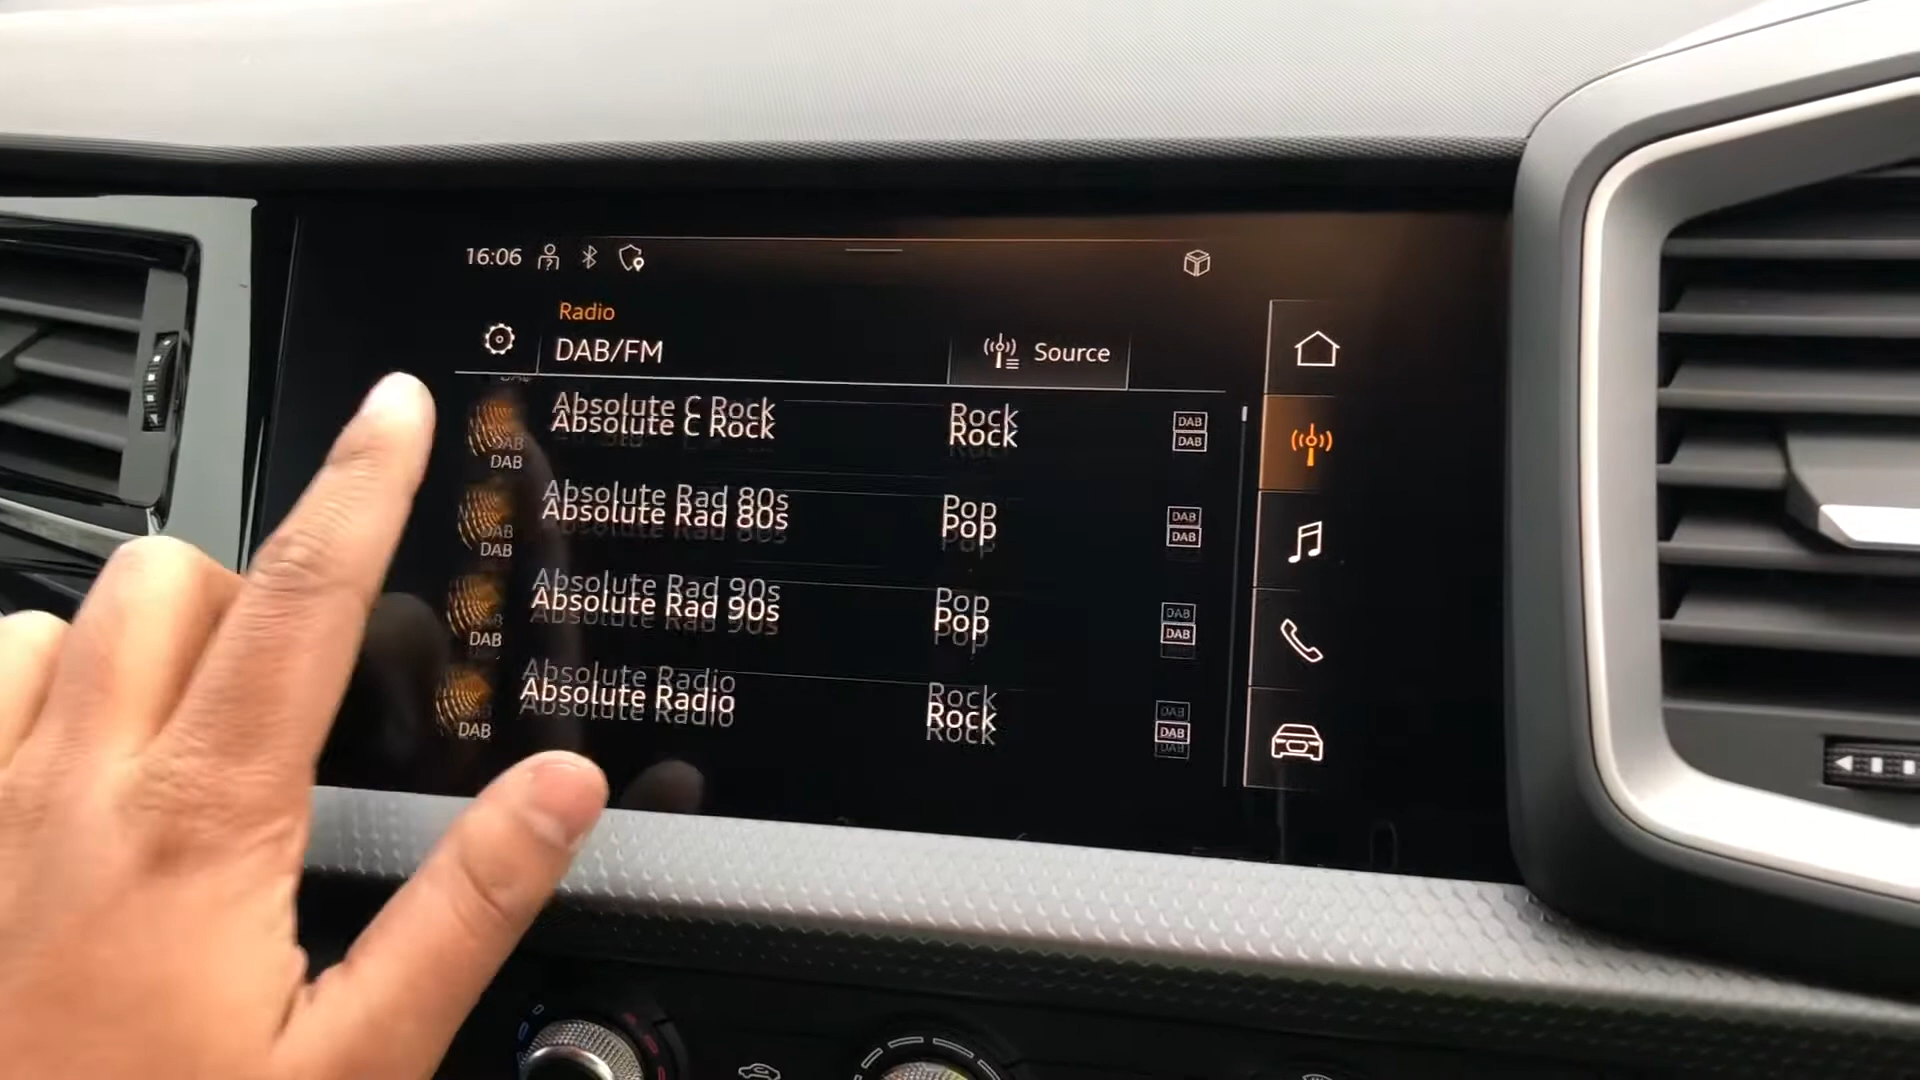 16:06
Radio
DAB/FM
Source
Absolute C Rock Rock DAB
DAB
Absolute Rad 80s Pop DAB
DAB
Absolute Rad 90s Pop DAB
DAB
Absolute Radio Rock DAB
DAB